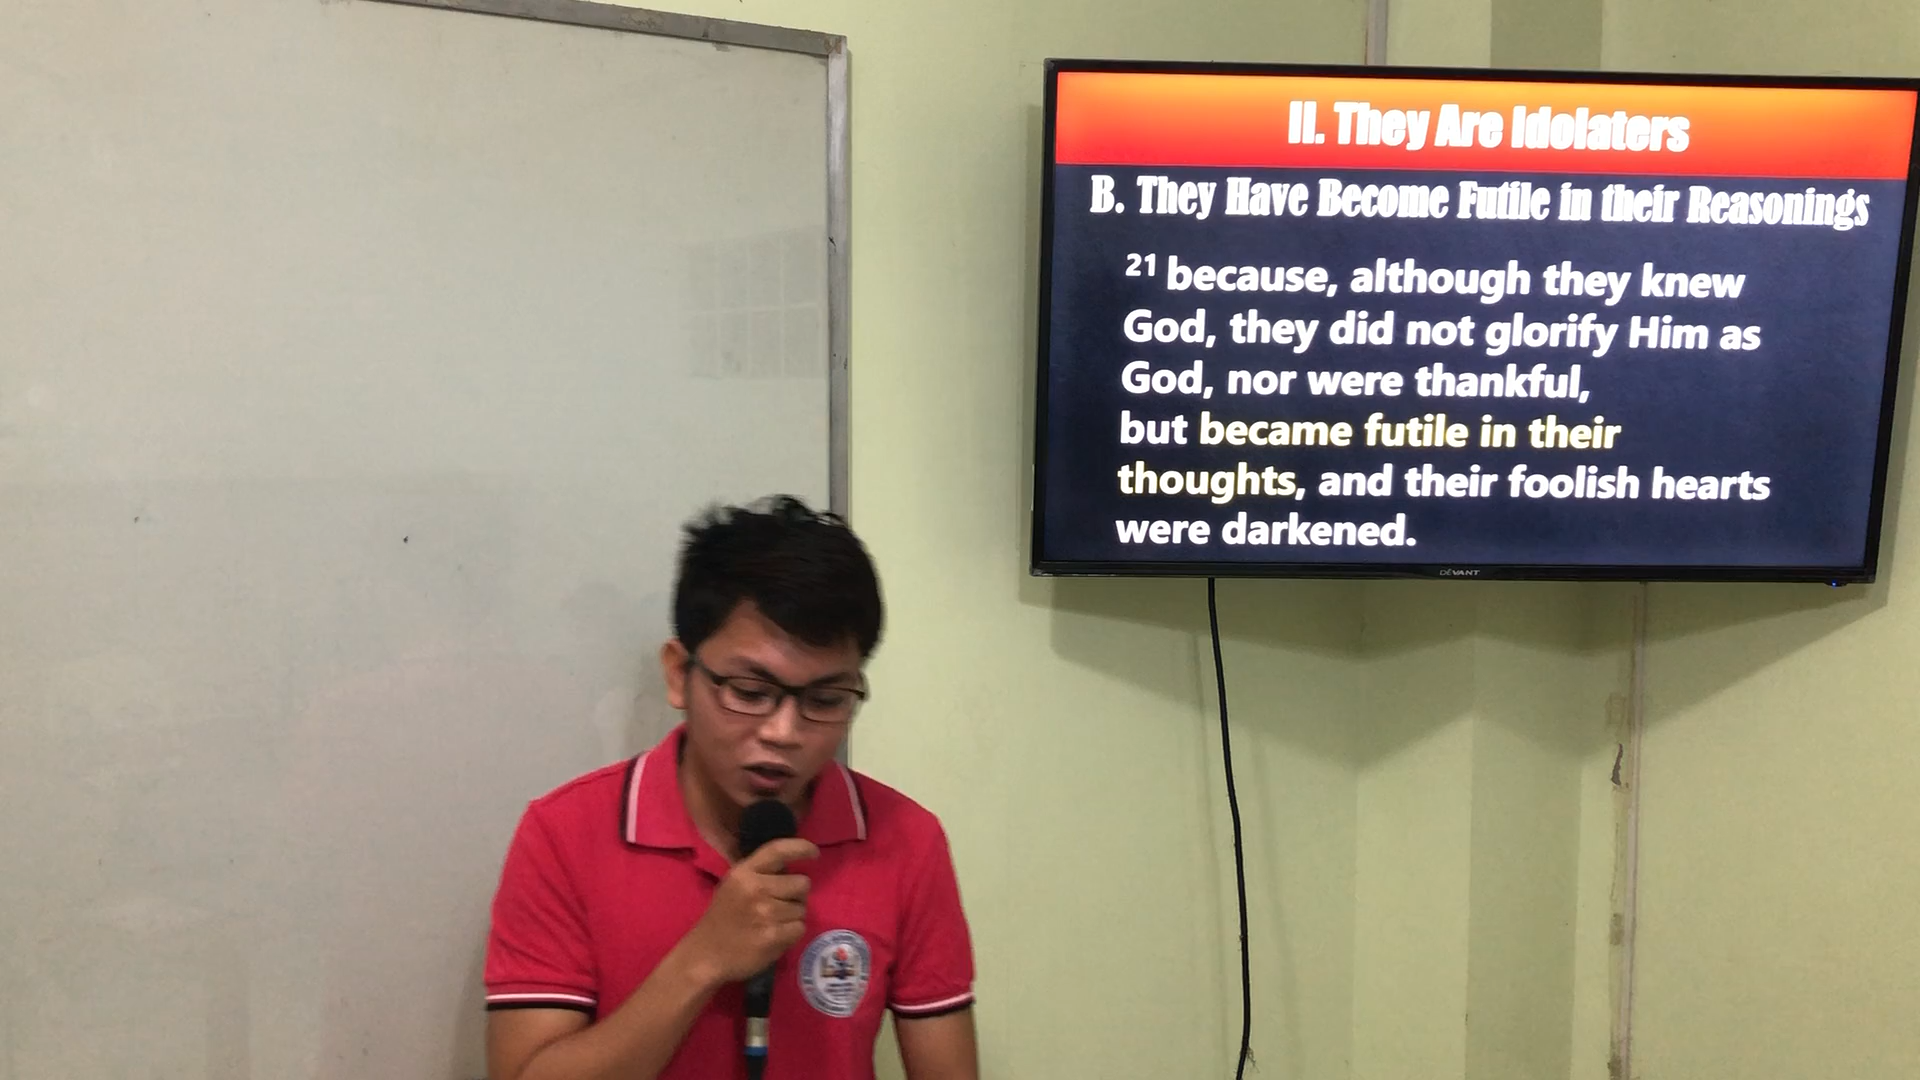 II. They Are Idolaters
B. They Have Become Futile in their Reasonings
21 because, although they knew
God, they did not glorify Him as
God, nor were thankful,
but became futile in their
thoughts, and their foolish hearts
were darkened.
DEVANT